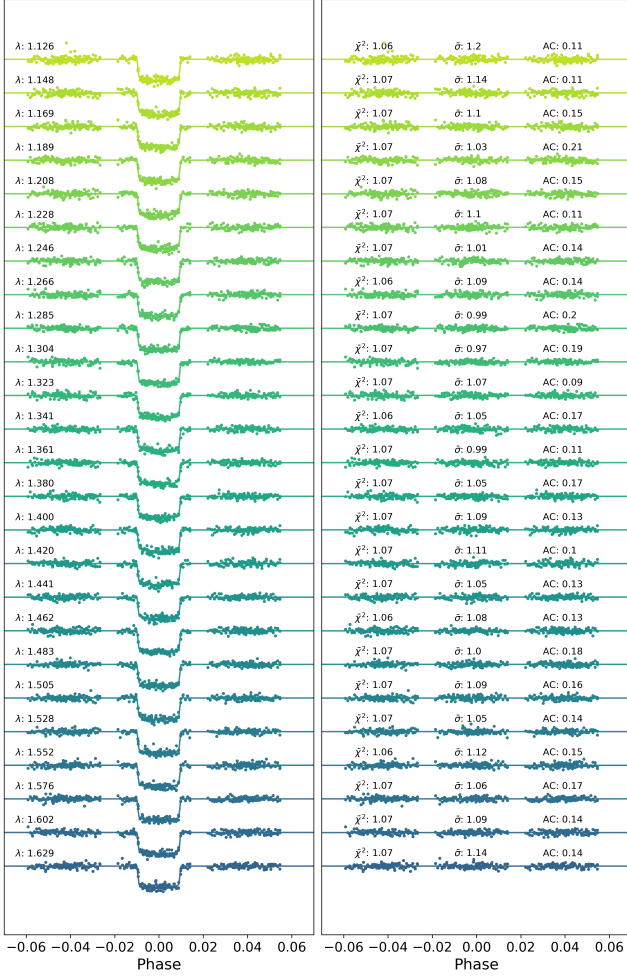 λ: 1.126 χ̄²: 1.06 σ̄: 1.2 AC: 0.11
λ: 1.148 χ̄²: 1.07 σ̄: 1.14 AC: 0.11
λ: 1.169 χ̄²: 1.07 σ̄: 1.1 AC: 0.15
λ: 1.189 χ̄²: 1.07 σ̄: 1.03 AC: 0.21
λ: 1.208 χ̄²: 1.07 σ̄: 1.08 AC: 0.15
λ: 1.228 χ̄²: 1.07 σ̄: 1.1 AC: 0.11
λ: 1.246 χ̄²: 1.07 σ̄: 1.01 AC: 0.14
λ: 1.266 χ̄²: 1.06 σ̄: 1.09 AC: 0.14
λ: 1.285 χ̄²: 1.07 σ̄: 0.99 AC: 0.2
λ: 1.304 χ̄²: 1.07 σ̄: 0.97 AC: 0.19
λ: 1.323 χ̄²: 1.07 σ̄: 1.07 AC: 0.09
λ: 1.341 χ̄²: 1.06 σ̄: 1.05 AC: 0.17
λ: 1.361 χ̄²: 1.07 σ̄: 0.99 AC: 0.11
λ: 1.380 χ̄²: 1.07 σ̄: 1.05 AC: 0.17
λ: 1.400 χ̄²: 1.07 σ̄: 1.09 AC: 0.13
λ: 1.420 χ̄²: 1.07 σ̄: 1.11 AC: 0.1
λ: 1.441 χ̄²: 1.07 σ̄: 1.05 AC: 0.13
λ: 1.462 χ̄²: 1.06 σ̄: 1.08 AC: 0.13
λ: 1.483 χ̄²: 1.07 σ̄: 1.0 AC: 0.18
λ: 1.505 χ̄²: 1.07 σ̄: 1.09 AC: 0.16
λ: 1.528 χ̄²: 1.07 σ̄: 1.05 AC: 0.14
λ: 1.552 χ̄²: 1.06 σ̄: 1.12 AC: 0.15
λ: 1.576 χ̄²: 1.07 σ̄: 1.06 AC: 0.17
λ: 1.602 χ̄²: 1.07 σ̄: 1.09 AC: 0.14
λ: 1.629 χ̄²: 1.07 σ̄: 1.14 AC: 0.14
−0.06 −0.04 −0.02 0.00 0.02 0.04 0.06 −0.06 −0.04 −0.02 0.00 0.02 0.04 0.06
Phase Phase